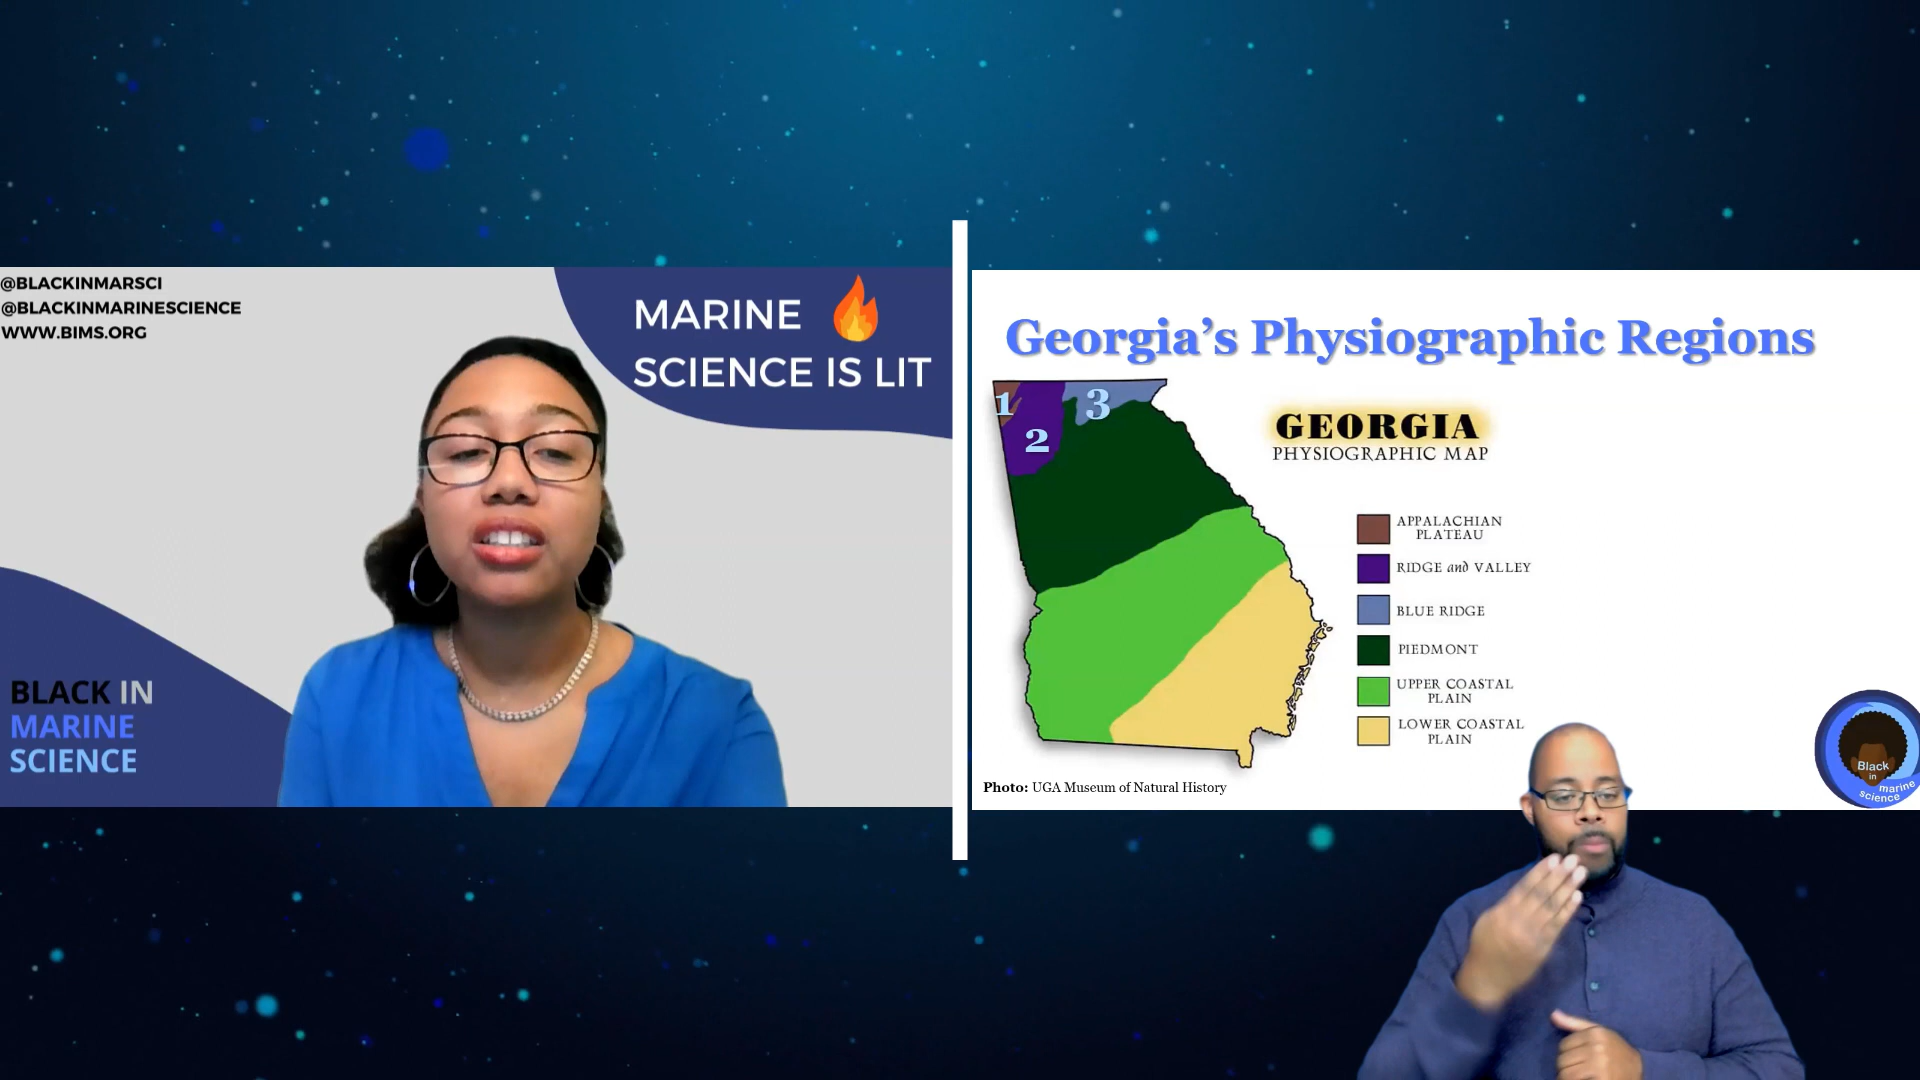 @BLACKINMARSCI
@BLACKINMARINESCIENCE
WWW.BIMS.ORG
MARINE
SCIENCE IS LIT
BLACK IN
MARINE
SCIENCE
Georgia’s Physiographic Regions
1
2
3
GEORGIA
PHYSIOGRAPHIC MAP
APPALACHIAN
PLATEAU
RIDGE and VALLEY
BLUE RIDGE
PIEDMONT
UPPER COASTAL
PLAIN
LOWER COASTAL
PLAIN
Photo: UGA Museum of Natural History
Black
in
marine
science